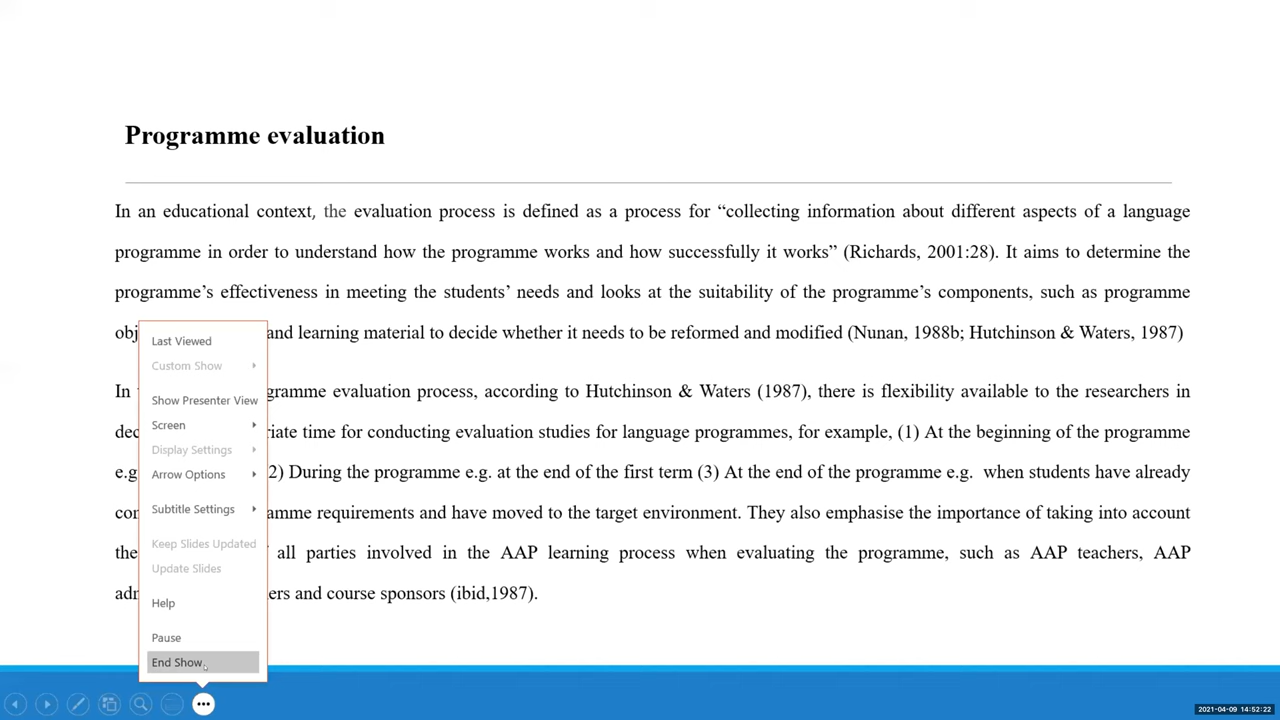 Programme evaluation
In an educational context, the evaluation process is defined as a process for “collecting information about different aspects of a language
programme in order to understand how the programme works and how successfully it works” (Richards, 2001:28). It aims to determine the
programme’s effectiveness in meeting the students’ needs and looks at the suitability of the programme’s components, such as programme
and learning material to decide whether it needs to be reformed and modified (Nunan, 1988b; Hutchinson & Waters, 1987)
In evaluation process, according to Hutchinson & Waters (1987), there is flexibility available to the researchers in
time for conducting evaluation studies for language programmes, for example, (1) At the beginning of the programme
e.g. 2) During the programme e.g. at the end of the first term (3) At the end of the programme e.g. when students have already
requirements and have moved to the target environment. They also emphasise the importance of taking into account
all parties involved in the AAP learning process when evaluating the programme, such as AAP teachers, AAP
and course sponsors (ibid,1987).
Last Viewed
Custom Show
Show Presenter View
Screen
Display Settings
Arrow Options
Subtitle Settings
Keep Slides Updated
Update Slides
Help
Pause
End Show
2021-04-09 14:52:22